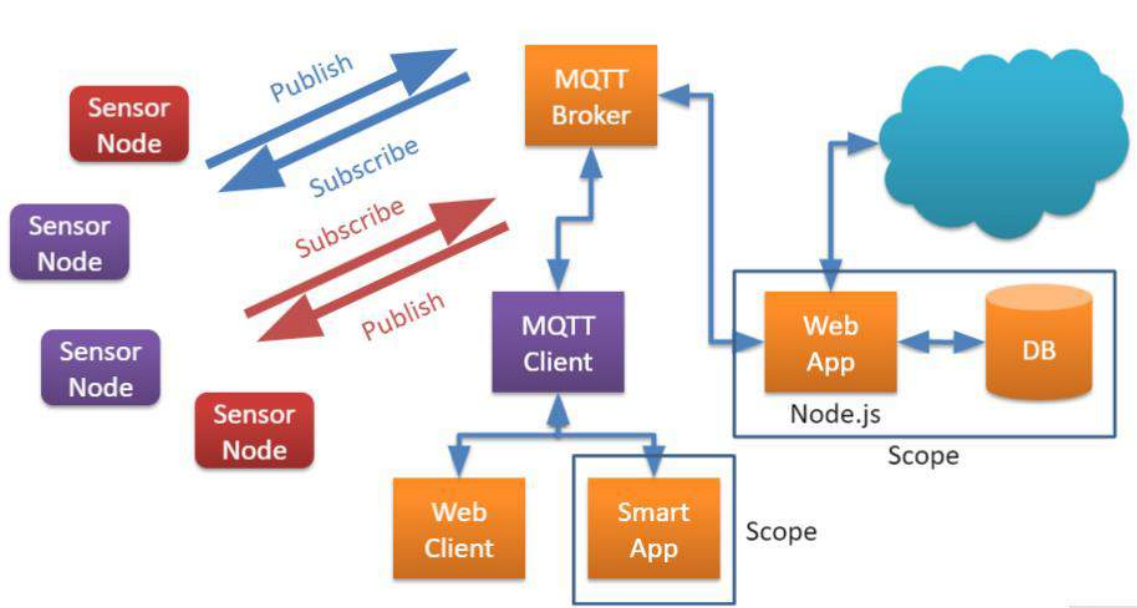 Publish
Subscribe
Subscribe
Publish
Sensor
Node
Sensor
Node
Sensor
Node
Sensor
Node
MQTT
Broker
MQTT
Client
Web
Client
Smart
App
Scope
Web
App
Node.js
DB
Scope